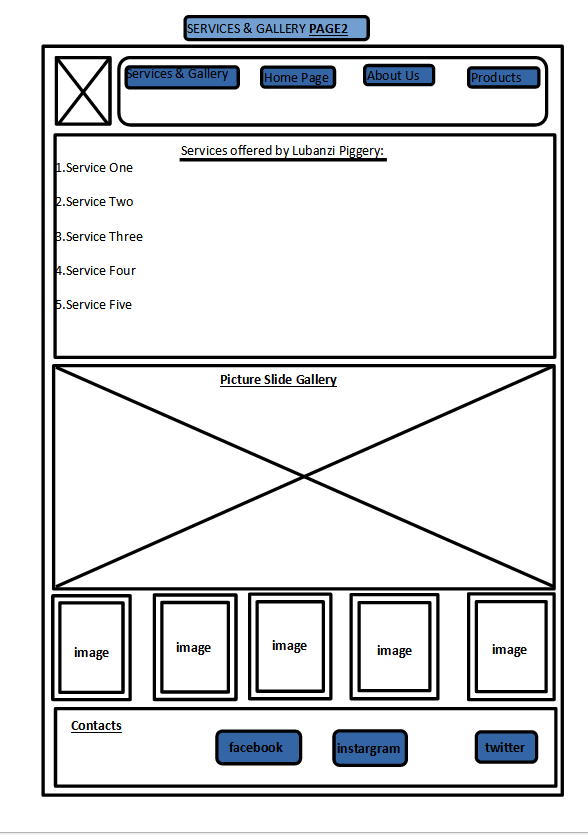 SERVICES & GALLERY PAGE2
Services & Gallery Home Page About Us Products
Services offered by Lubanzi Piggery:
1.Service One
2.Service Two
3.Service Three
4.Service Four
5.Service Five
Picture Slide Gallery
image image image image image
Contacts
facebook instargram twitter